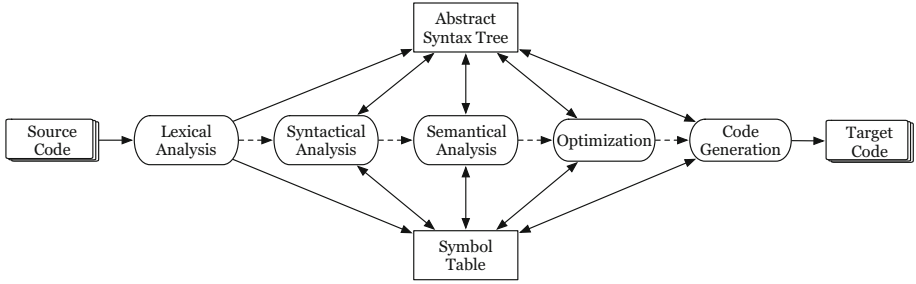 Abstract
Syntax Tree
Source
Code
Lexical
Analysis
Syntactical
Analysis
Semantical
Analysis
Optimization
Code
Generation
Target
Code
Symbol
Table